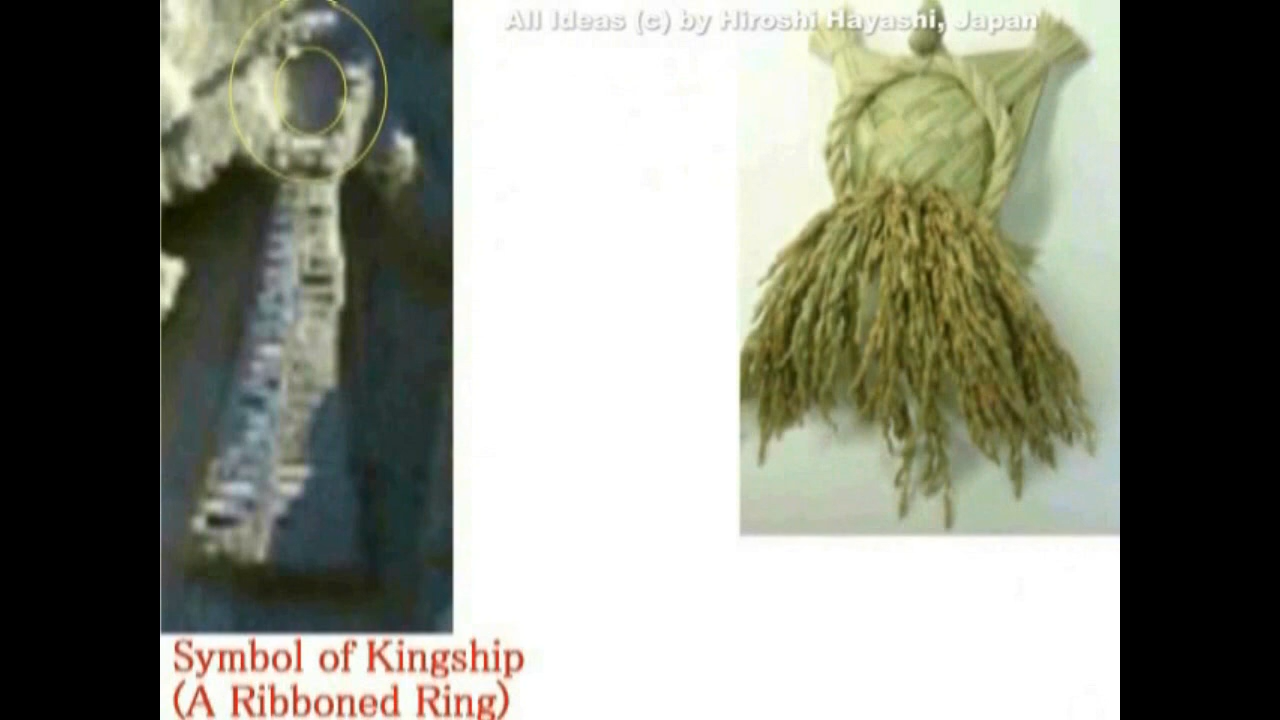 All Ideas (c) by Hiroshi Hayashi, Japan
Symbol of Kingship
(A Ribboned Ring)